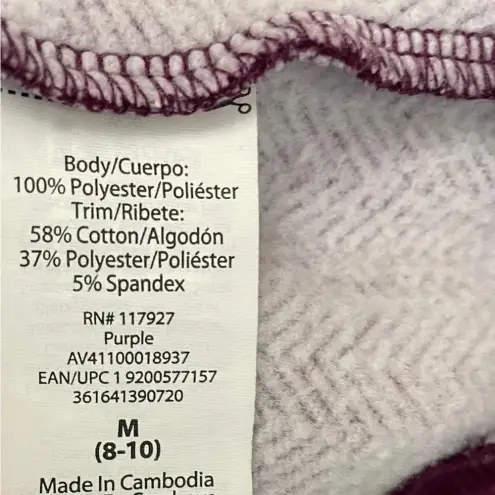 Body/Cuerpo:
100% Polyester/Poliéster
Trim/Ribete:
58% Cotton/Algodón
37% Polyester/Poliéster
5% Spandex
RN# 117927
Purple
AV41100018937
EAN/UPC 1 9200577157
361641390720
M
(8-10)
Made In Cambodia